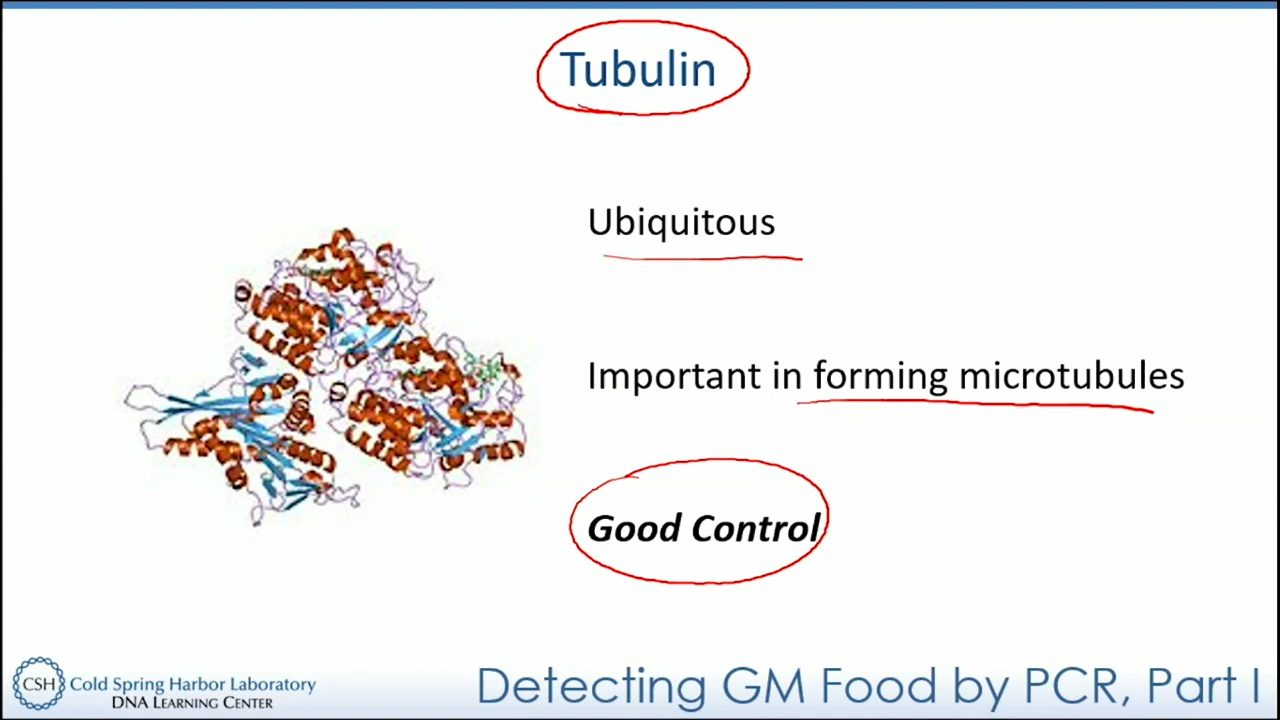 Tubulin
Ubiquitous
Important in forming microtubules
Good Control
CSH Cold Spring Harbor Laboratory
DNA LEARNING CENTER
Detecting GM Food by PCR, Part I